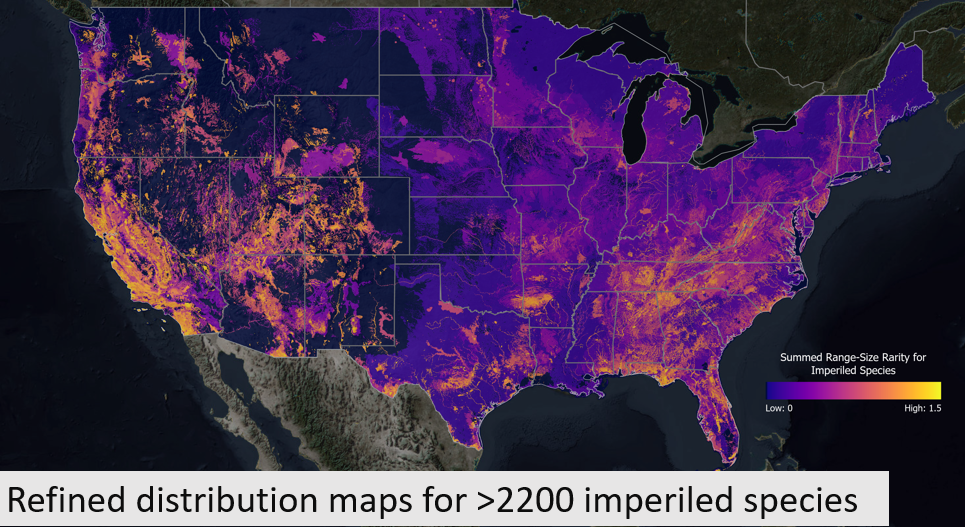 Summed Range-Size Rarity for
Imperiled Species
Low: 0 High: 1.5
Refined distribution maps for >2200 imperiled species